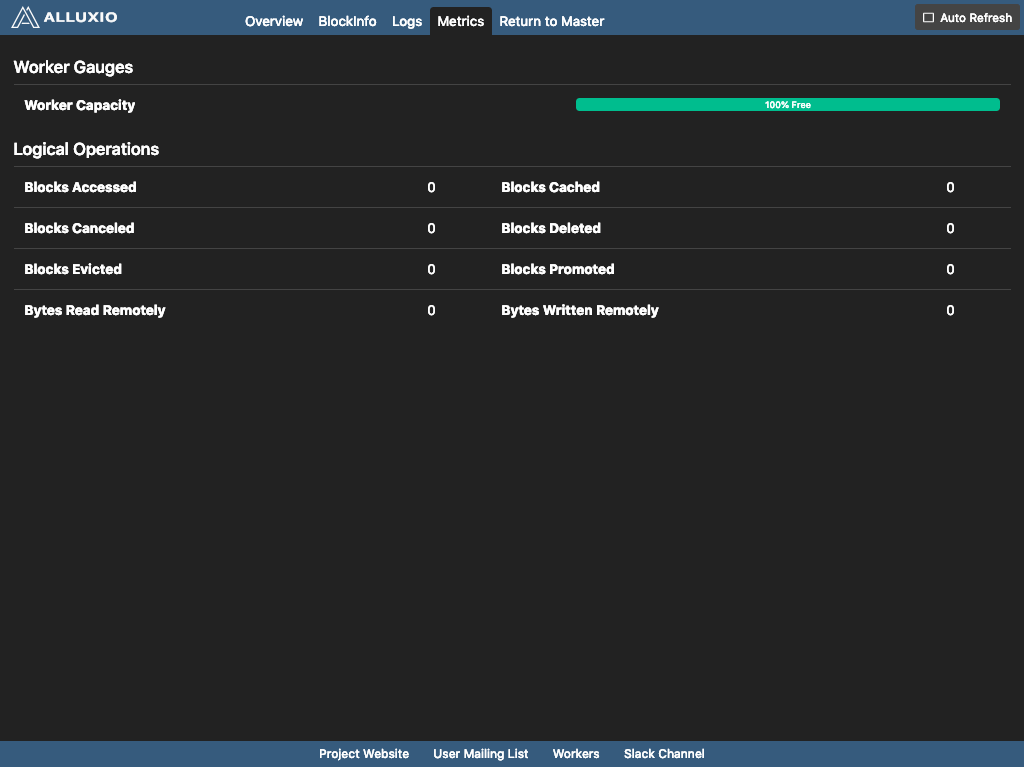 ALLUXIO Overview BlockInfo Logs Metrics Return to Master Auto Refresh
Worker Gauges
Worker Capacity 100% Free
Logical Operations
Blocks Accessed 0 Blocks Cached 0
Blocks Canceled 0 Blocks Deleted 0
Blocks Evicted 0 Blocks Promoted 0
Bytes Read Remotely 0 Bytes Written Remotely 0
Project Website User Mailing List Workers Slack Channel